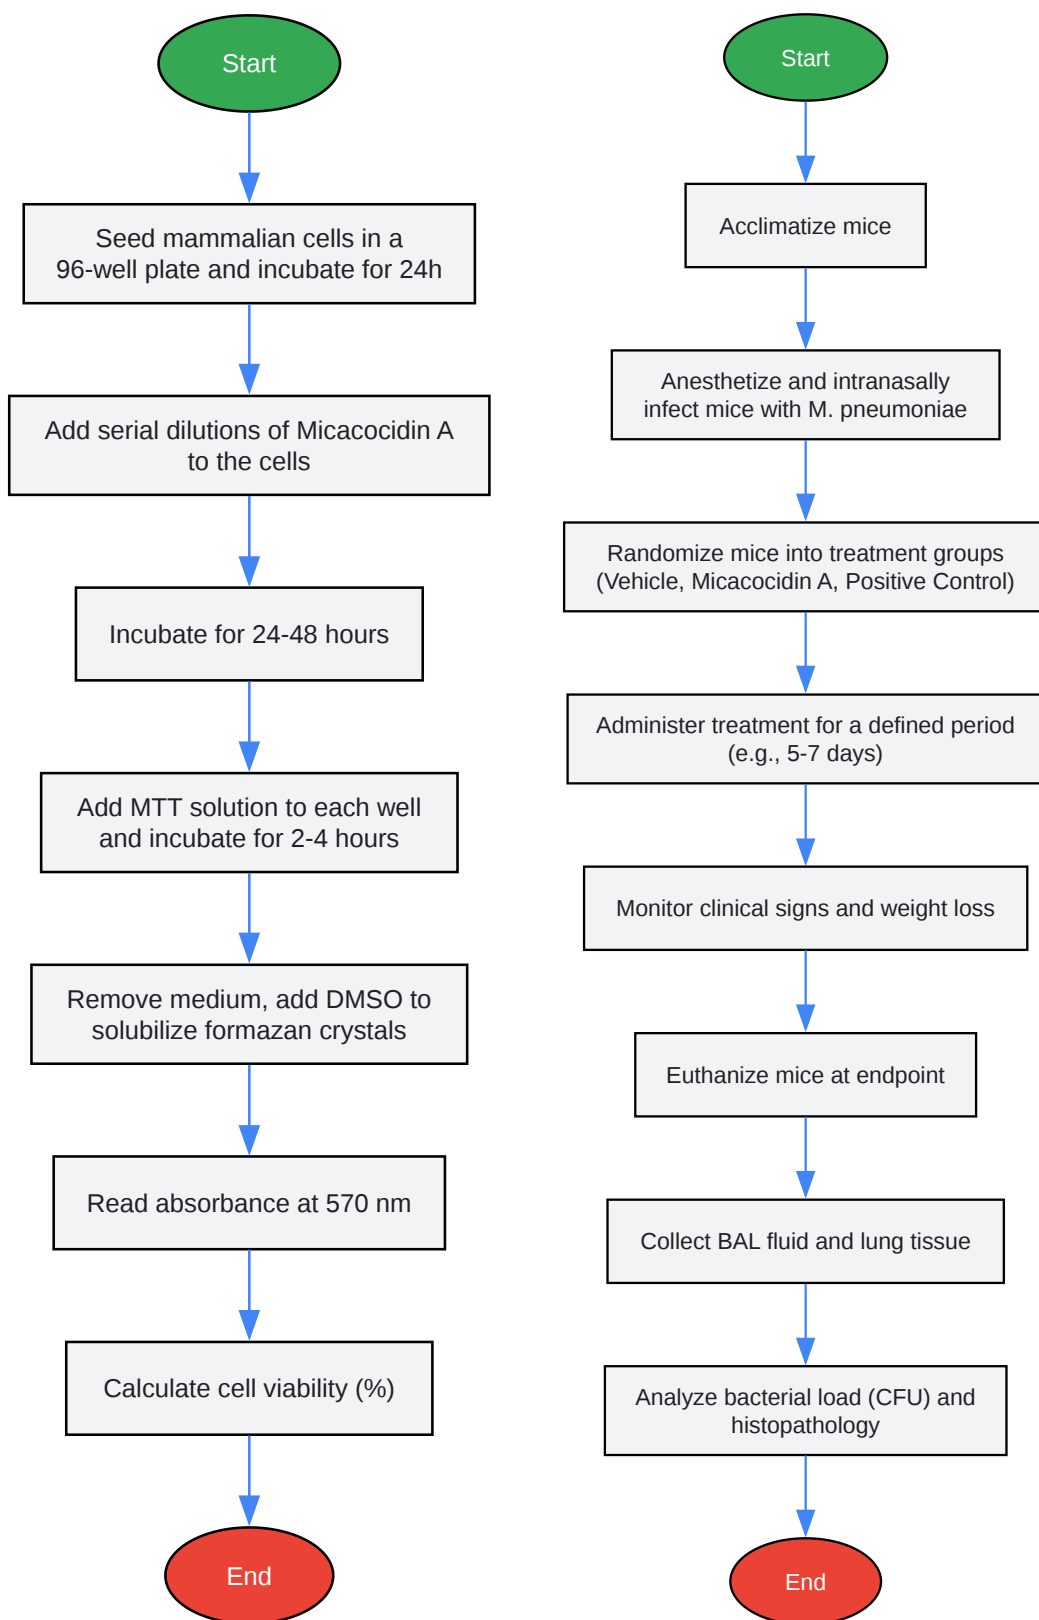 Start
Seed mammalian cells in a
96-well plate and incubate for 24h
Add serial dilutions of Micacocidin A
to the cells
Incubate for 24-48 hours
Add MTT solution to each well
and incubate for 2-4 hours
Remove medium, add DMSO to
solubilize formazan crystals
Read absorbance at 570 nm
Calculate cell viability (%)
End
Start
Acclimatize mice
Anesthetize and intranasally
infect mice with M. pneumoniae
Randomize mice into treatment groups
(Vehicle, Micacocidin A, Positive Control)
Administer treatment for a defined period
(e.g., 5-7 days)
Monitor clinical signs and weight loss
Euthanize mice at endpoint
Collect BAL fluid and lung tissue
Analyze bacterial load (CFU) and
histopathology
End